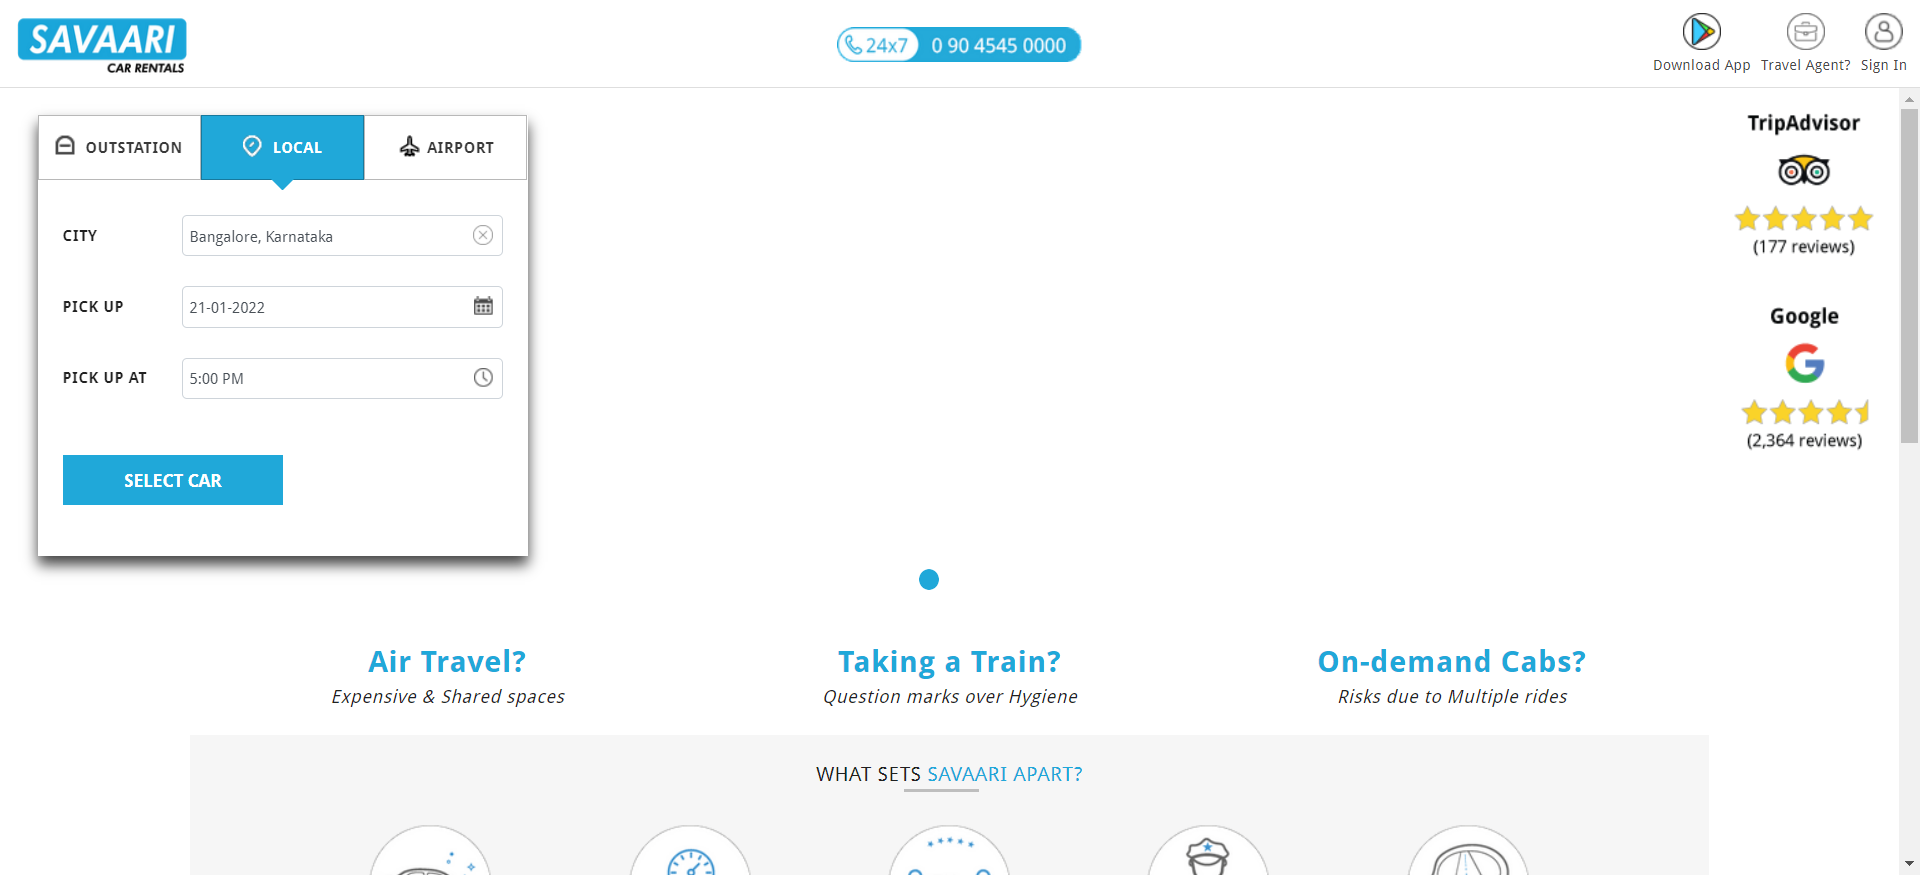 SAVAARI
CAR RENTALS
24x7 0 90 4545 0000
Download App
Travel Agent?
Sign In
OUTSTATION
LOCAL
AIRPORT
CITY
Bangalore, Karnataka
PICK UP
21-01-2022
PICK UP AT
5:00 PM
SELECT CAR
TripAdvisor
(177 reviews)
Google
(2,364 reviews)
Air Travel?
Expensive & Shared spaces
Taking a Train?
Question marks over Hygiene
On-demand Cabs?
Risks due to Multiple rides
WHAT SETS SAVAARI APART?